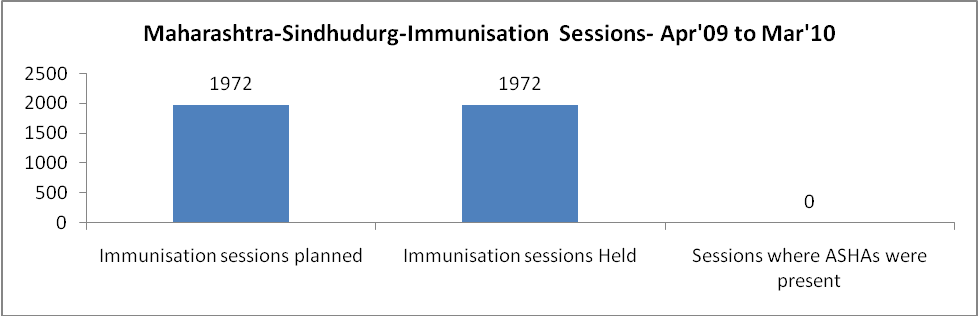 Maharashtra-Sindhudurg-Immunisation Sessions- Apr'09 to Mar'10
2500
2000
1500
1000
500
0
1972
1972
0
Immunisation sessions planned
Immunisation sessions Held
Sessions where ASHAs were
present